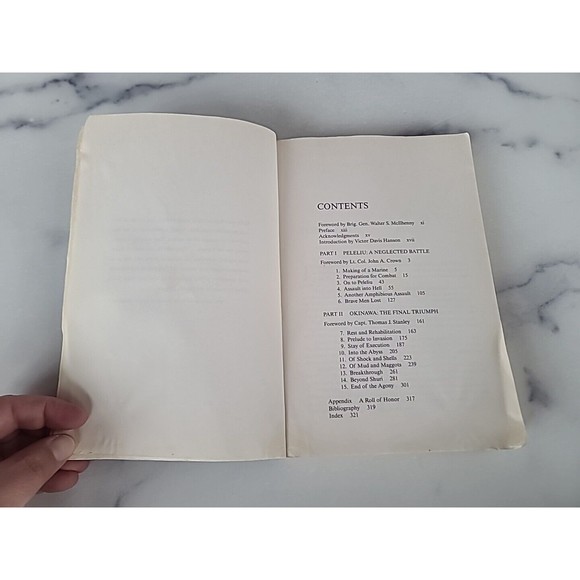 CONTENTS
Foreword by Brig. Gen. Walter S. McIlhenny xi
Preface xiii
Acknowledgments xv
Introduction by Victor Davis Hanson xvii
PART I PELELIU: A NEGLECTED BATTLE
Foreword by Lt. Col. John A. Crown 3
1. Making of a Marine 5
2. Preparation for Combat 15
3. On to Peleliu 43
4. Assault into Hell 55
5. Another Amphibious Assault 105
6. Brave Men Lost 127
PART II OKINAWA: THE FINAL TRIUMPH
Foreword by Capt. Thomas J. Stanley 161
7. Rest and Rehabilitation 163
8. Prelude to Invasion 175
9. Stay of Execution 187
10. Into the Abyss 205
11. Of Shock and Shells 223
12. Of Mud and Maggots 239
13. Breakthrough 261
14. Beyond Shuri 281
15. End of the Agony 301
Appendix A Roll of Honor 317
Bibliography 319
Index 321